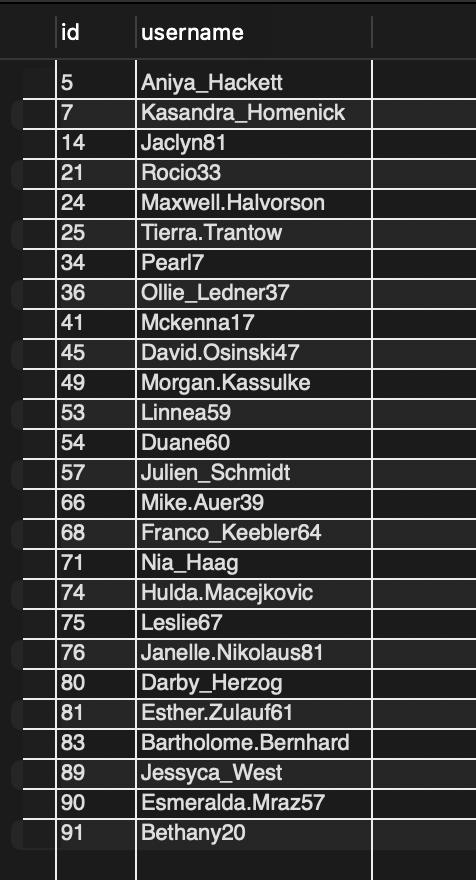 id username
5 Aniya_Hackett
7 Kasandra_Homenick
14 Jaclyn81
21 Rocio33
24 Maxwell.Halvorson
25 Tierra.Trantow
34 Pearl7
36 Ollie_Ledner37
41 Mckenna17
45 David.Osinski47
49 Morgan.Kassulke
53 Linnea59
54 Duane60
57 Julien_Schmidt
66 Mike.Auer39
68 Franco_Keebler64
71 Nia_Haag
74 Hulda.Macejkovic
75 Leslie67
76 Janelle.Nikolaus81
80 Darby_Herzog
81 Esther.Zulauf61
83 Bartholome.Bernhard
89 Jessyca_West
90 Esmeralda.Mraz57
91 Bethany20